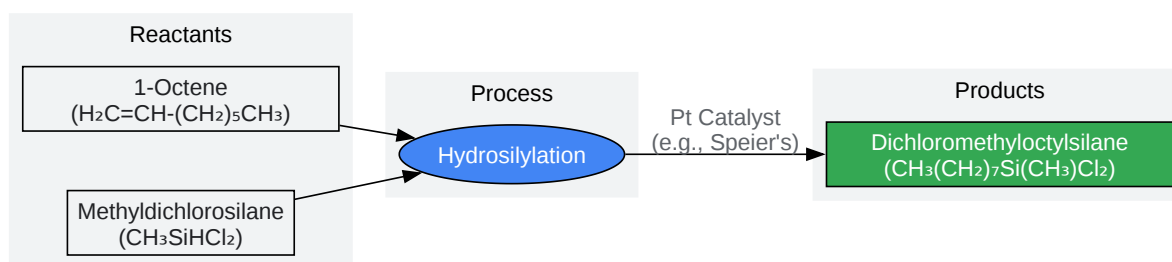 Reactants
1-Octene
(H₂C=CH-(CH₂)₅CH₃)
Methyldichlorosilane
(CH₃SiHCl₂)
Process
Hydrosilylation
Pt Catalyst
(e.g., Speier's)
Products
Dichloromethyloctylsilane
(CH₃(CH₂)₇Si(CH₃)Cl₂)